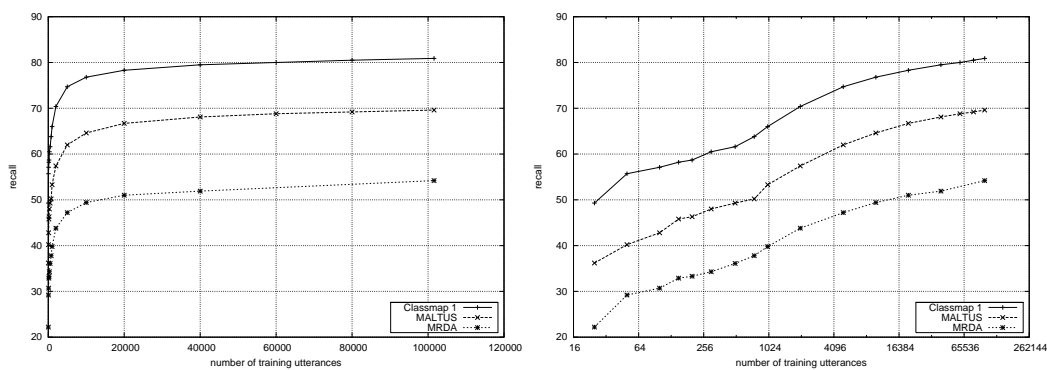 90
80
70
60
50
40
30
20
recall
0 20000 40000 60000 80000 100000 120000
number of training utterances
Classmap 1
MALTUS
MRDA
90
80
70
60
50
40
30
20
recall
16 64 256 1024 4096 16384 65536 262144
number of training utterances
Classmap 1
MALTUS
MRDA